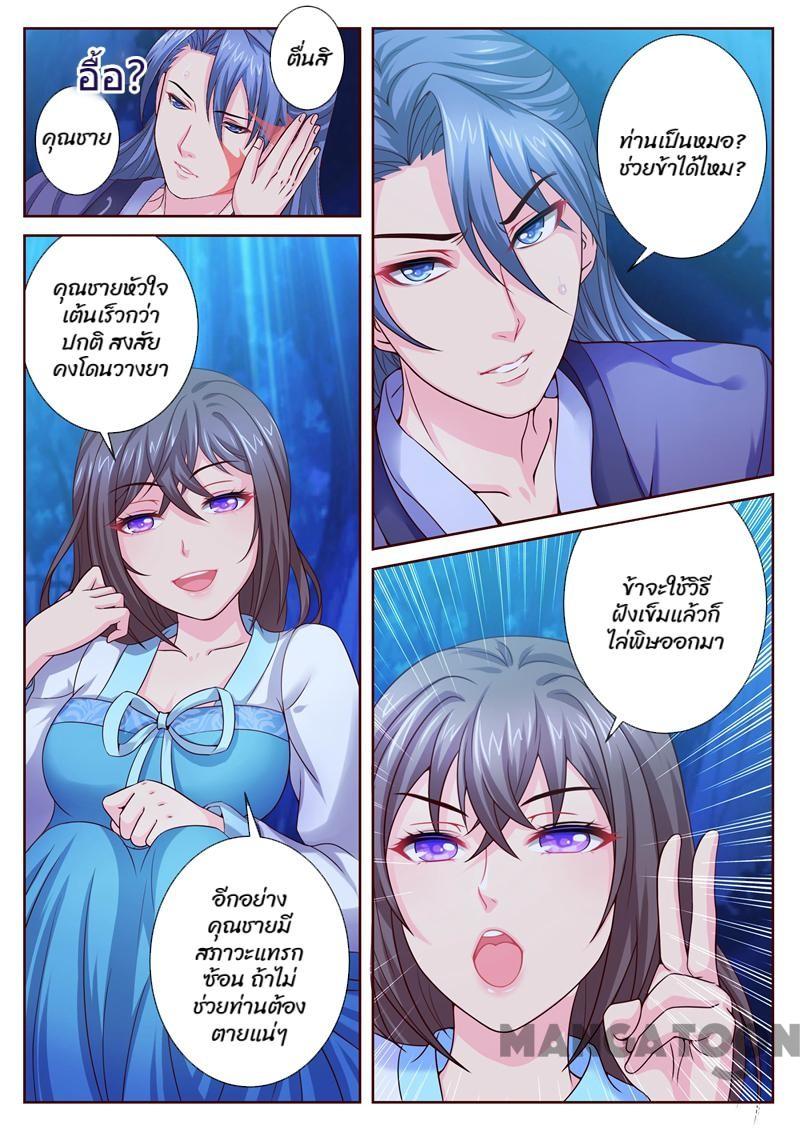 คุณชาย
อื้อ?
ตื่นสิ
คุณชายหัวใจ
เต้นเร็วกว่า
ปกติ สงสัย
คงโดนวางยา
อีกอย่าง
คุณชายมี
สภาวะแทรก
ซ้อน ถ้าไม่
ช่วยท่านต้อง
ตายแน่ๆ
ท่านเป็นหมอ?
ช่วยข้าได้ไหม?
ข้าจะใช้วิธี
ฝังเข็มแล้วก็
ไล่พิษออกมา
MANGATOON